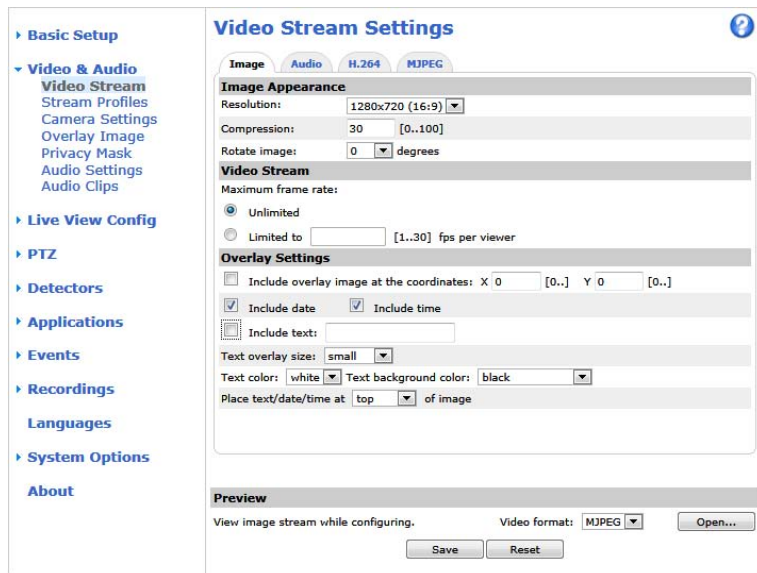 Basic Setup
Video & Audio
Video Stream
Stream Profiles
Camera Settings
Overlay Image
Privacy Mask
Audio Settings
Audio Clips
Live View Config
PTZ
Detectors
Applications
Events
Recordings
Languages
System Options
About
Video Stream Settings
?
Image Audio H.264 MJPEG
Image Appearance
Resolution: 1280x720 (16:9)
Compression: 30 [0..100]
Rotate image: 0 degrees
Video Stream
Maximum frame rate:
Unlimited
Limited to [1..30] fps per viewer
Overlay Settings
Include overlay image at the coordinates: X 0 [0..] Y 0 [0..]
Include date Include time
Include text:
Text overlay size: small
Text color: white Text background color: black
Place text/date/time at top of image
Preview
View image stream while configuring. Video format: MJPEG Open...
Save Reset